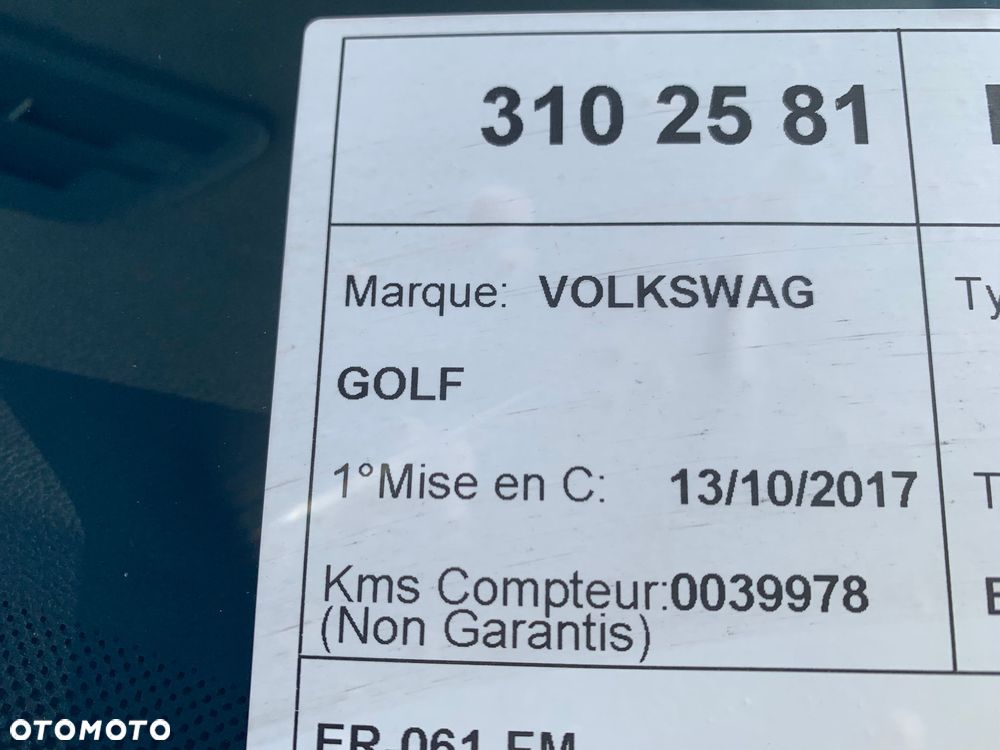 310 25 81
Marque: VOLKSWAG
GOLF
1°Mise en C: 13/10/2017
Kms Compteur:0039978
(Non Garantis)
OTOMOTO